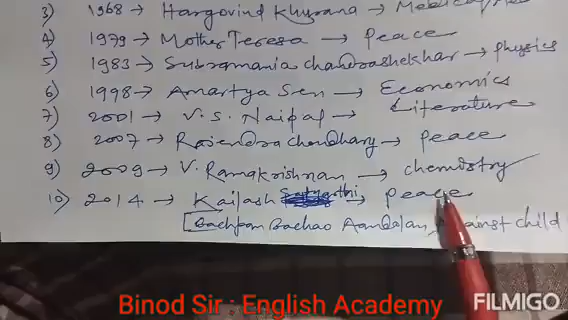 3) 1968 → Hargovind Khurana →
4) 1979 → Mother Teresa → Peace
5) 1983 → Subramania Chandrashekhar → Physics
6) 1998 → Amartya Sen → Economics
7) 2001 → V. S. Naipal → Literature
8) 2007 → Rajendra Choudhary → Peace
9) 2009 → V. Ramakrishnan → Chemistry
10) 2014 → Kailash Satyarthi → Peace
Bachpan Bachao Aandolan, against child
Binod Sir : English Academy
FILMIGO